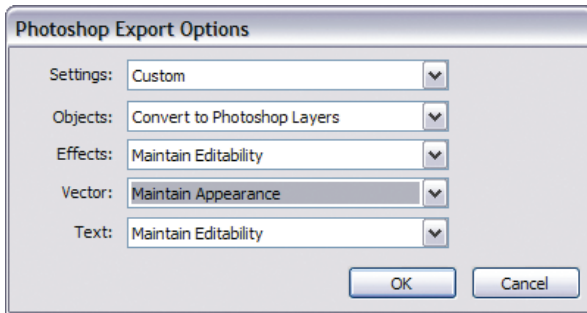 Photoshop Export Options
Settings: Custom
Objects: Convert to Photoshop Layers
Effects: Maintain Editability
Vector: Maintain Appearance
Text: Maintain Editability
OK Cancel